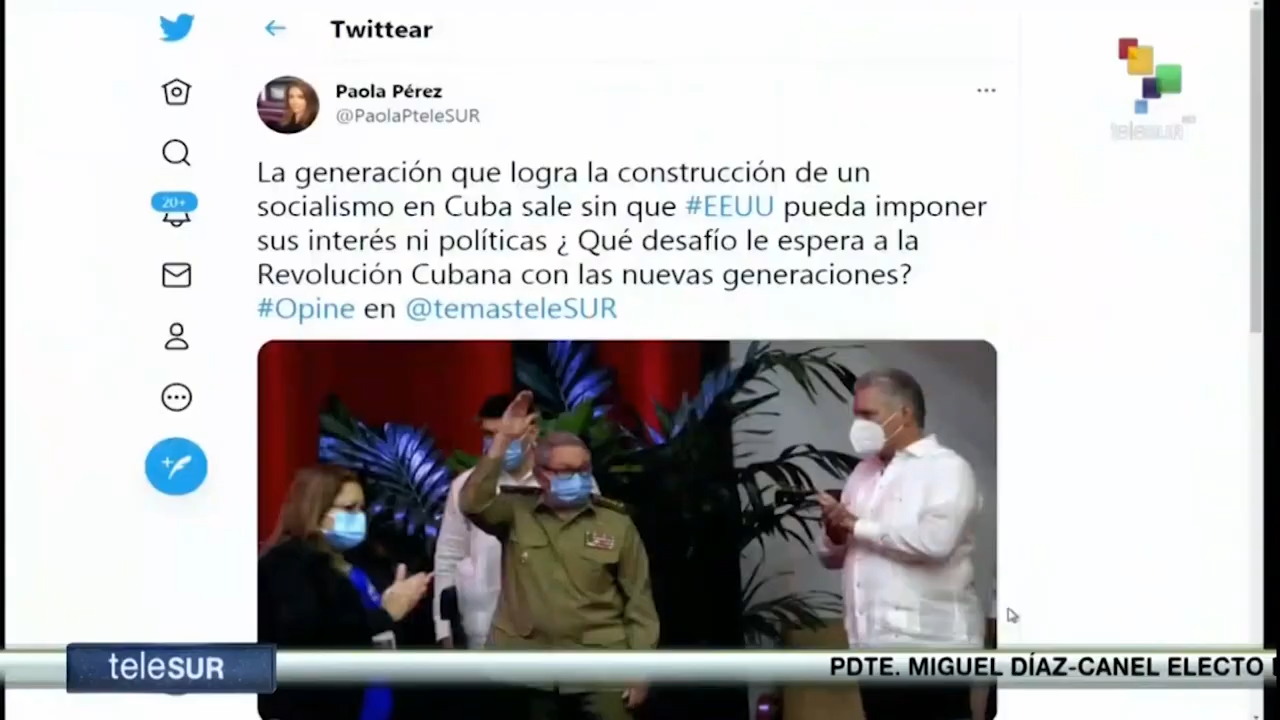 Twittear
Paola Pérez
@PaolaPteleSUR
La generación que logra la construcción de un
socialismo en Cuba sale sin que #EEUU pueda imponer
sus interés ni políticas ¿ Qué desafío le espera a la
Revolución Cubana con las nuevas generaciones?
#Opine en @temasteleSUR
20+
teleSUR
teleSUR
PDTE. MIGUEL DÍAZ-CANEL ELECTO